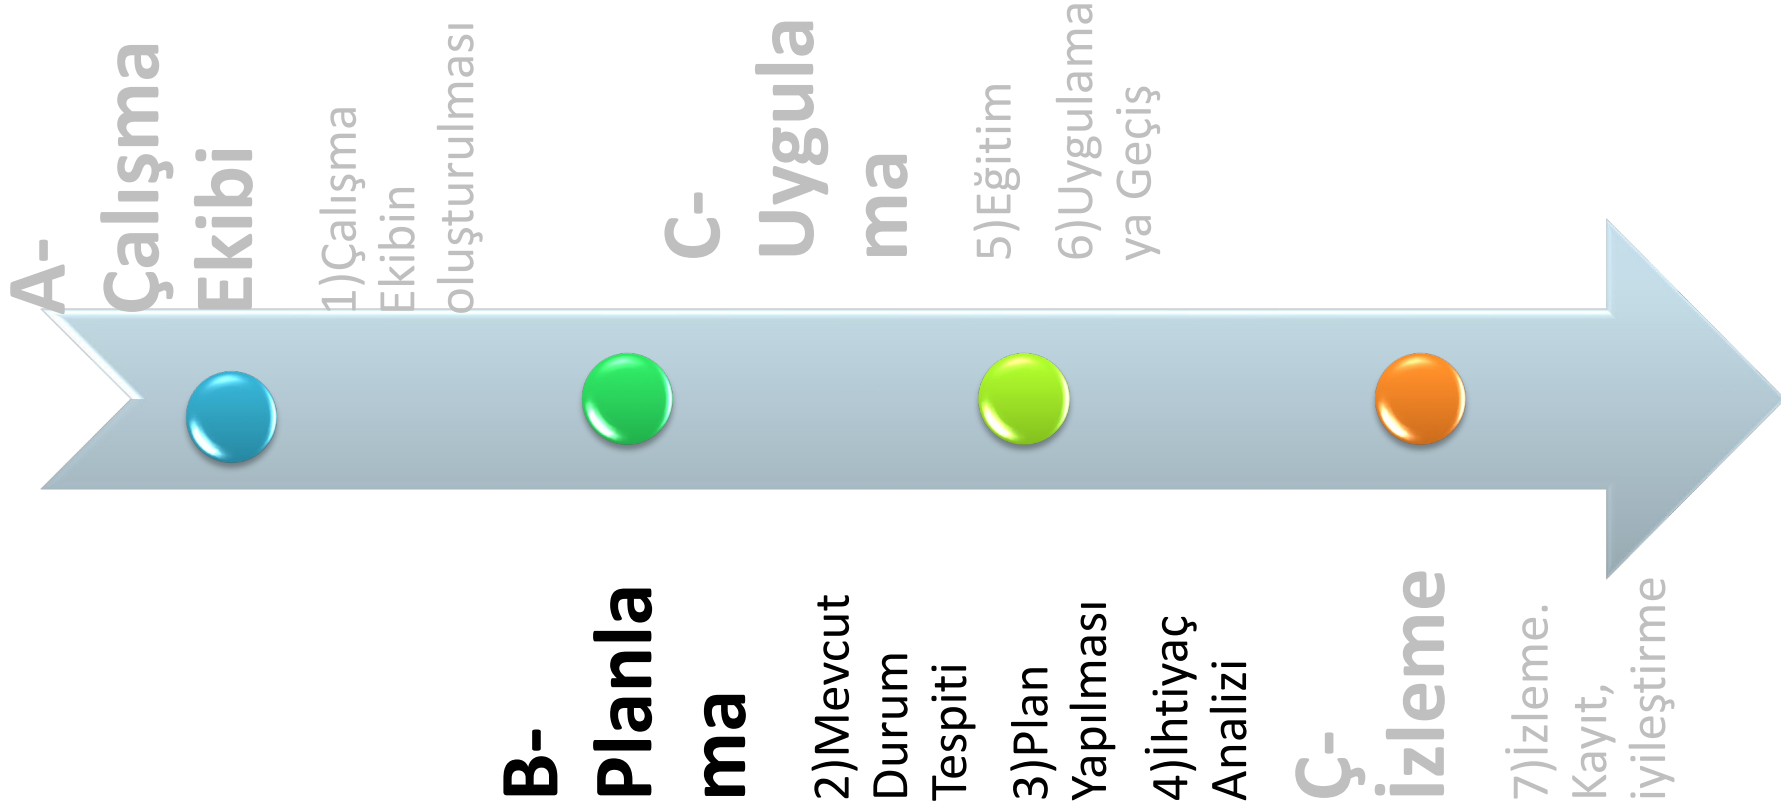 A-
Çalışma
Ekibi
1)Çalışma
Ekibin
oluşturulması
B-
Planla
ma
2)Mevcut
Durum
Tespiti
3)Plan
Yapılması
4)İhtiyaç
Analizi
C-
Uygula
ma
5)Eğitim
6)Uygulama
ya Geçiş
Ç-
İzleme
7)izleme.
Kayıt,
iyileştirme